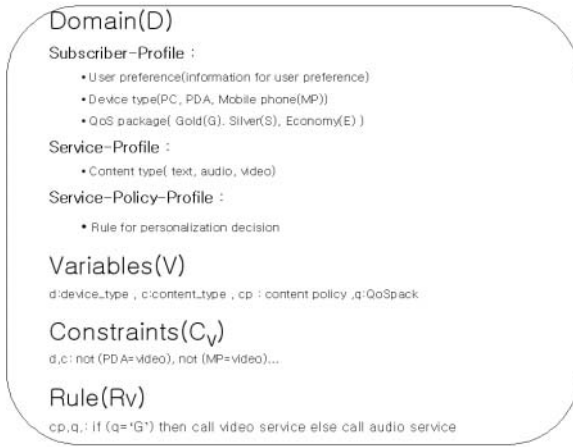 Domain(D)
Subscriber-Profile :
• User preference(information for user preference)
• Device type(PC, PDA, Mobile phone(MP))
• QoS package( Gold(G). Silver(S), Economy(E) )
Service-Profile :
• Content type( text, audio, video)
Service-Policy-Profile :
• Rule for personalization decision
Variables(V)
d:device_type , c:content_type , cp : content policy ,q:QoSpack
Constraints(Cv)
d,c: not (PDA=video), not (MP=video)...
Rule(Rv)
cp,q,: if (q='G') then call video service else call audio service